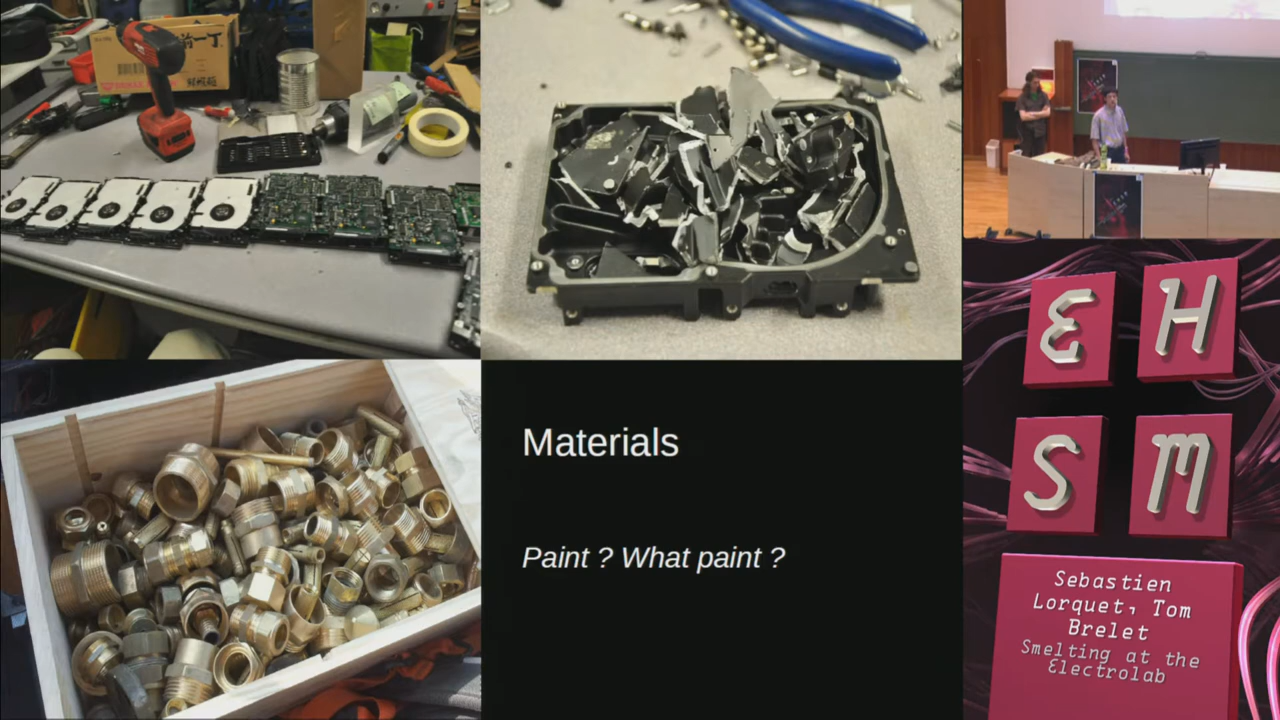 Materials
Paint ? What paint ?
E H
S M
Sebastien
Lorquet, Tom
Brelet
Smelting at the
Electrolab